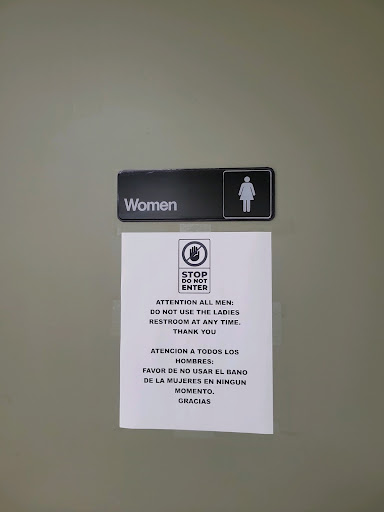 Women
STOP
DO NOT
ENTER
ATTENTION ALL MEN:
DO NOT USE THE LADIES
RESTROOM AT ANY TIME.
THANK YOU
ATENCION A TODOS LOS
HOMBRES:
FAVOR DE NO USAR EL BANO
DE LA MUJERES EN NINGUN
MOMENTO.
GRACIAS